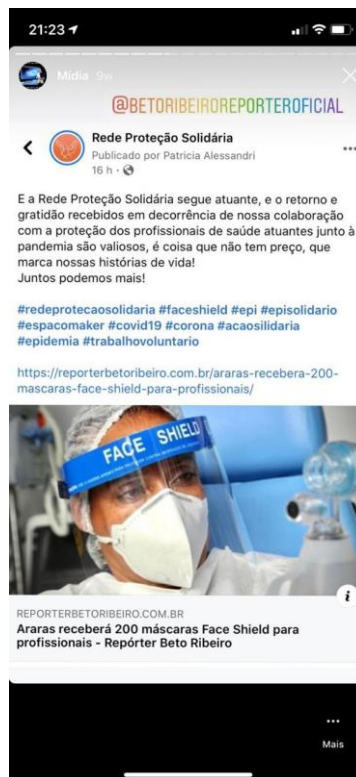 21:23
Mídia 9w
@BETORIBEIROREPORTEROFICIAL
Rede Proteção Solidária
Publicado por Patricia Alessandri
16 h ·
E a Rede Proteção Solidária segue atuante, e o retorno e
gratidão recebidos em decorrência de nossa colaboração
com a proteção dos profissionais de saúde atuantes junto à
pandemia são valiosos, é coisa que não tem preço, que
marca nossas histórias de vida!
Juntos podemos mais!
#redeprotecaosolidaria #faceshield #epi #episolidario
#espacomaker #covid19 #corona #acaosilidaria
#epidemia #trabalhovoluntario
https://reporterbetoribeiro.com.br/araras-recebera-200-
mascaras-face-shield-para-profissionais/
FACE SHIELD
REPORTERBETORIBEIRO.COM.BR
Araras receberá 200 máscaras Face Shield para
profissionais - Repórter Beto Ribeiro
Mais